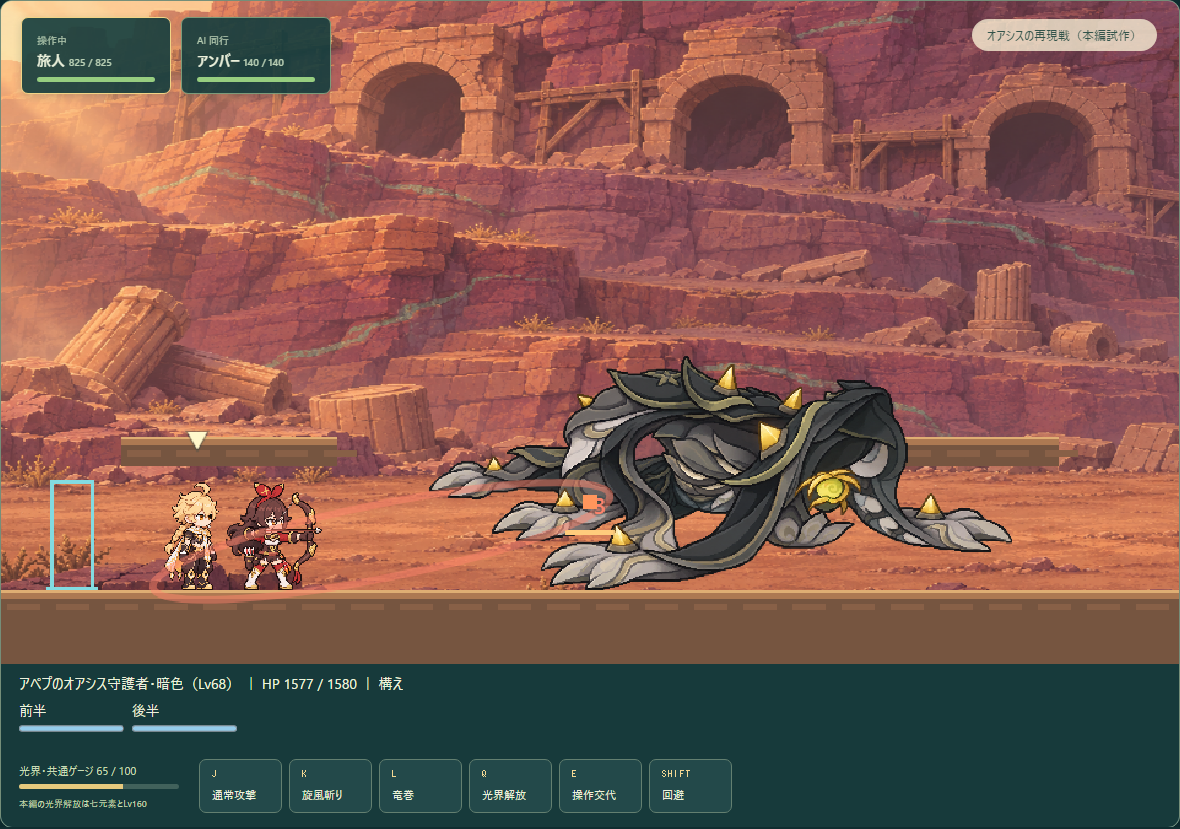 操作中
旅人 825 / 825
AI 同行
アンバー 140 / 140
オアシスの再現戦（本編試作）
3
アペプのオアシス守護者・暗色（Lv68） | HP 1577 / 1580 | 構え
前半
後半
光界・共通ゲージ 65 / 100
本編の光界解放は七元素とLv160
J
通常攻撃
K
旋風斬り
L
竜巻
Q
光界解放
E
操作交代
SHIFT
回避